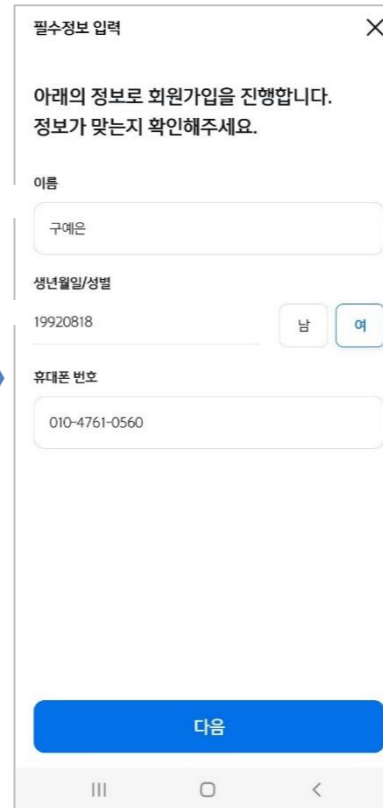 필수정보 입력
아래의 정보로 회원가입을 진행합니다.
정보가 맞는지 확인해주세요.
이름
구예은
생년월일/성별
19920818 남 여
휴대폰 번호
010-4761-0560
다음